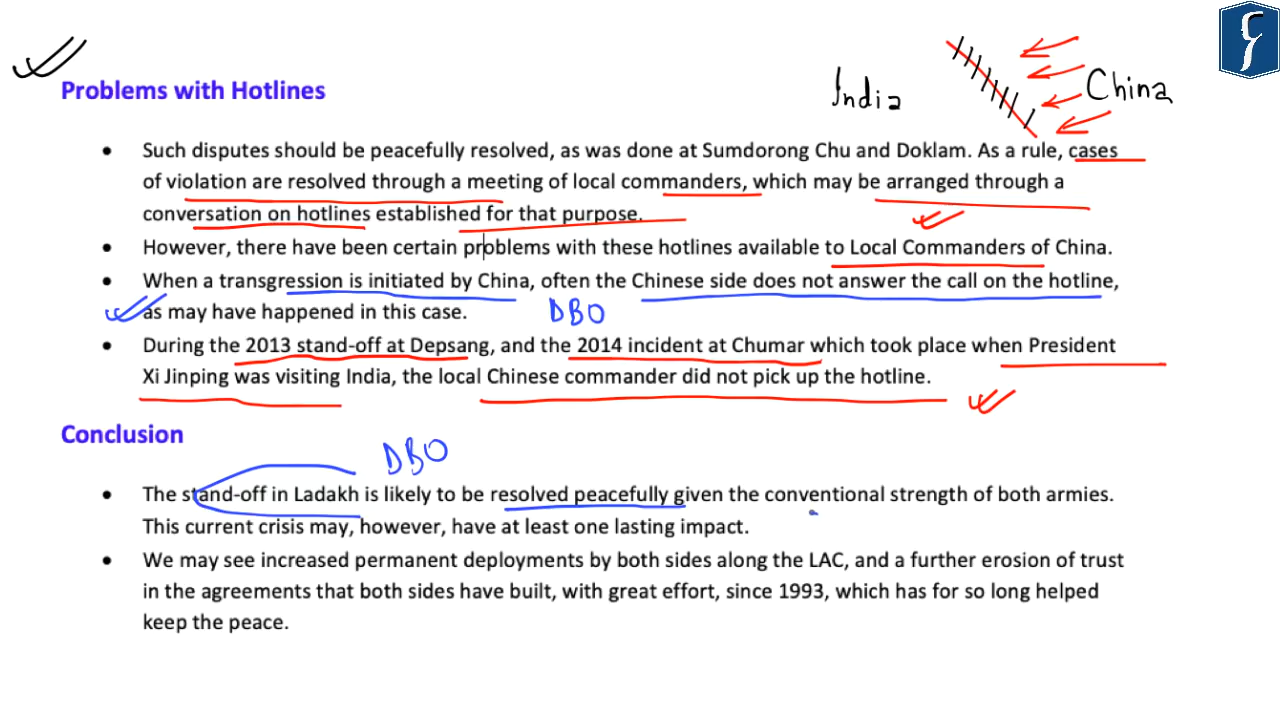 India
China
Problems with Hotlines
• Such disputes should be peacefully resolved, as was done at Sumdorong Chu and Doklam. As a rule, cases
of violation are resolved through a meeting of local commanders, which may be arranged through a
conversation on hotlines established for that purpose.
• However, there have been certain problems with these hotlines available to Local Commanders of China.
• When a transgression is initiated by China, often the Chinese side does not answer the call on the hotline,
as may have happened in this case.
DBO
• During the 2013 stand-off at Depsang, and the 2014 incident at Chumar which took place when President
Xi Jinping was visiting India, the local Chinese commander did not pick up the hotline.
Conclusion
DBO
• The stand-off in Ladakh is likely to be resolved peacefully given the conventional strength of both armies.
This current crisis may, however, have at least one lasting impact.
• We may see increased permanent deployments by both sides along the LAC, and a further erosion of trust
in the agreements that both sides have built, with great effort, since 1993, which has for so long helped
keep the peace.